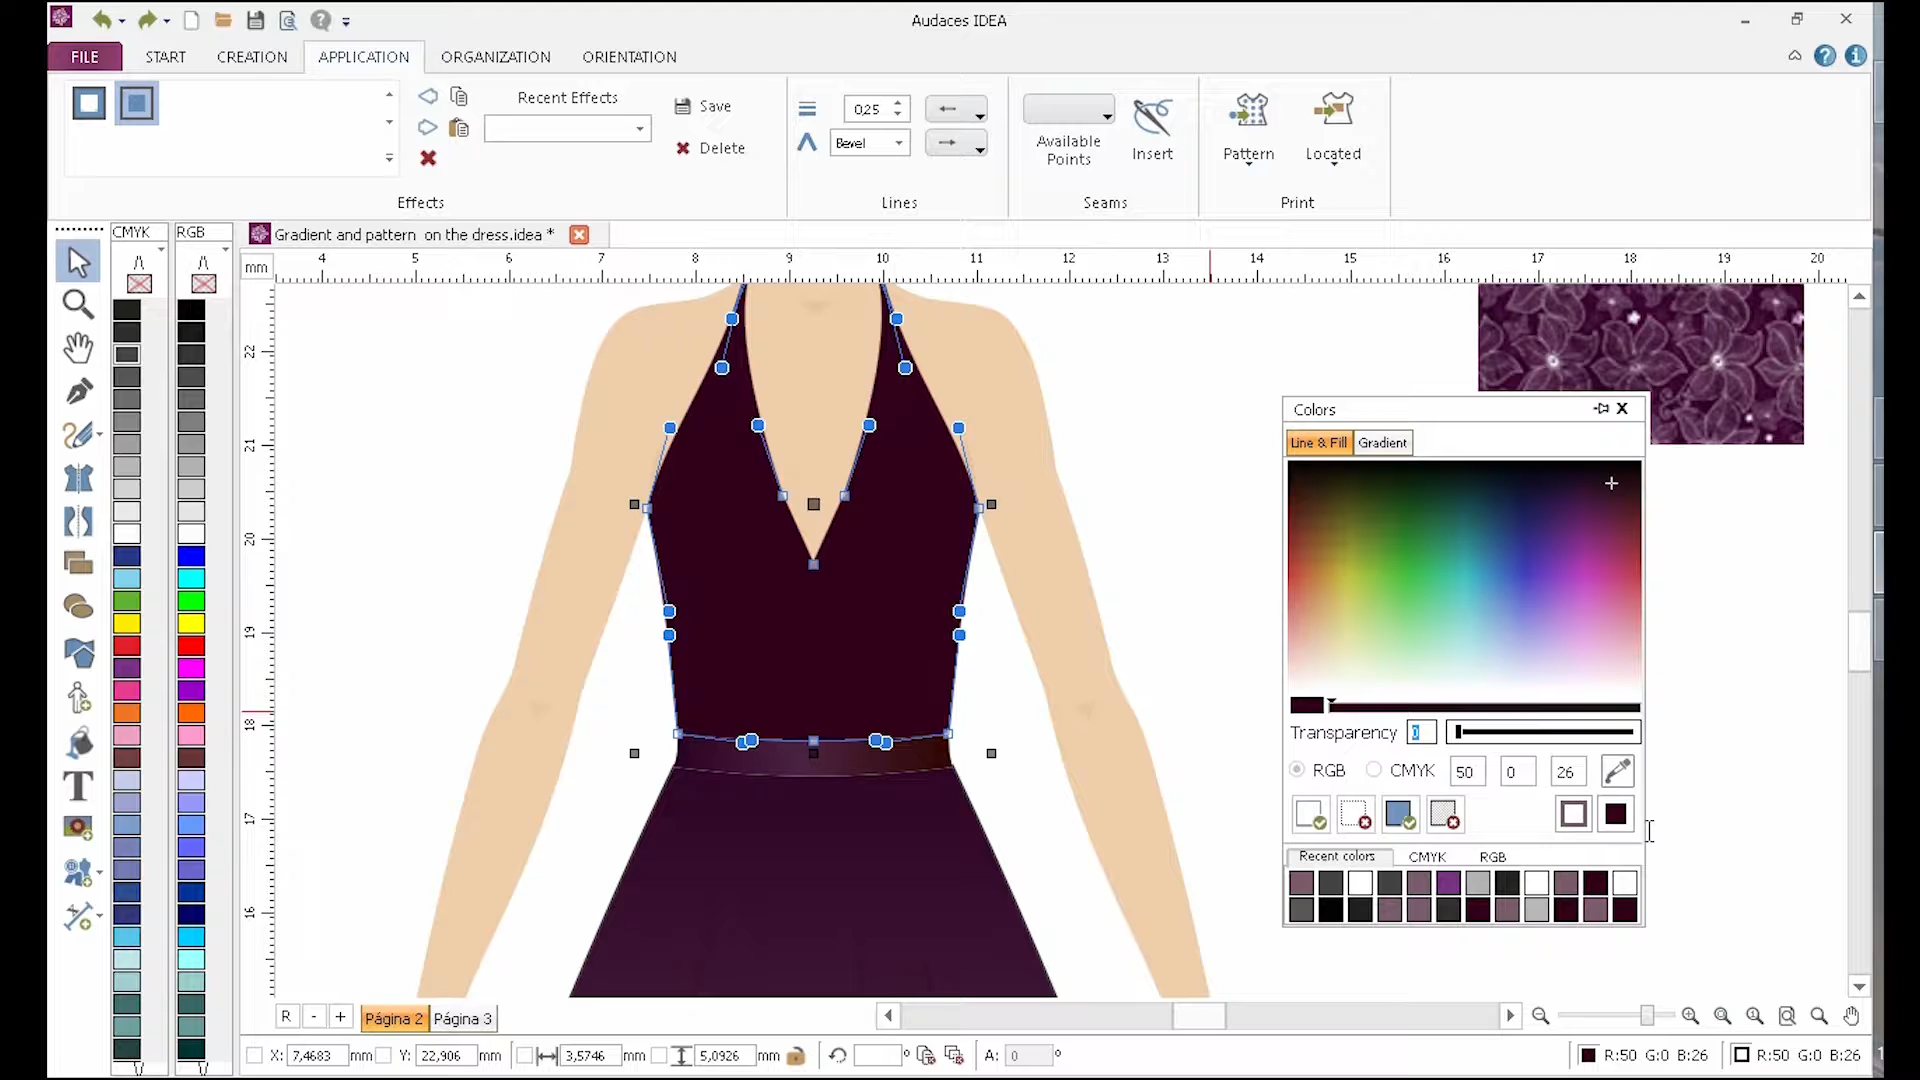 Audaces IDEA
FILE START CREATION APPLICATION ORGANIZATION ORIENTATION
Recent Effects
Save
Delete
Effects
0,25
Bevel
Lines
Available Points
Insert
Seams
Pattern
Located
Print
CMYK
RGB
Gradient and pattern on the dress.idea *
mm
4 5 6 7 8 9 10 11 12 13 14 15 16 17 18 19 20
22
21
20
19
18
17
16
Colors
Line & Fill Gradient
Transparency 0
RGB CMYK 50 0 26
Recent colors CMYK RGB
R - + Página 2 Página 3
X: 7,4683 mm Y: 22,906 mm 3,5746 mm 5,0926 mm ° A: 0 ° R:50 G:0 B:26 R:50 G:0 B:26